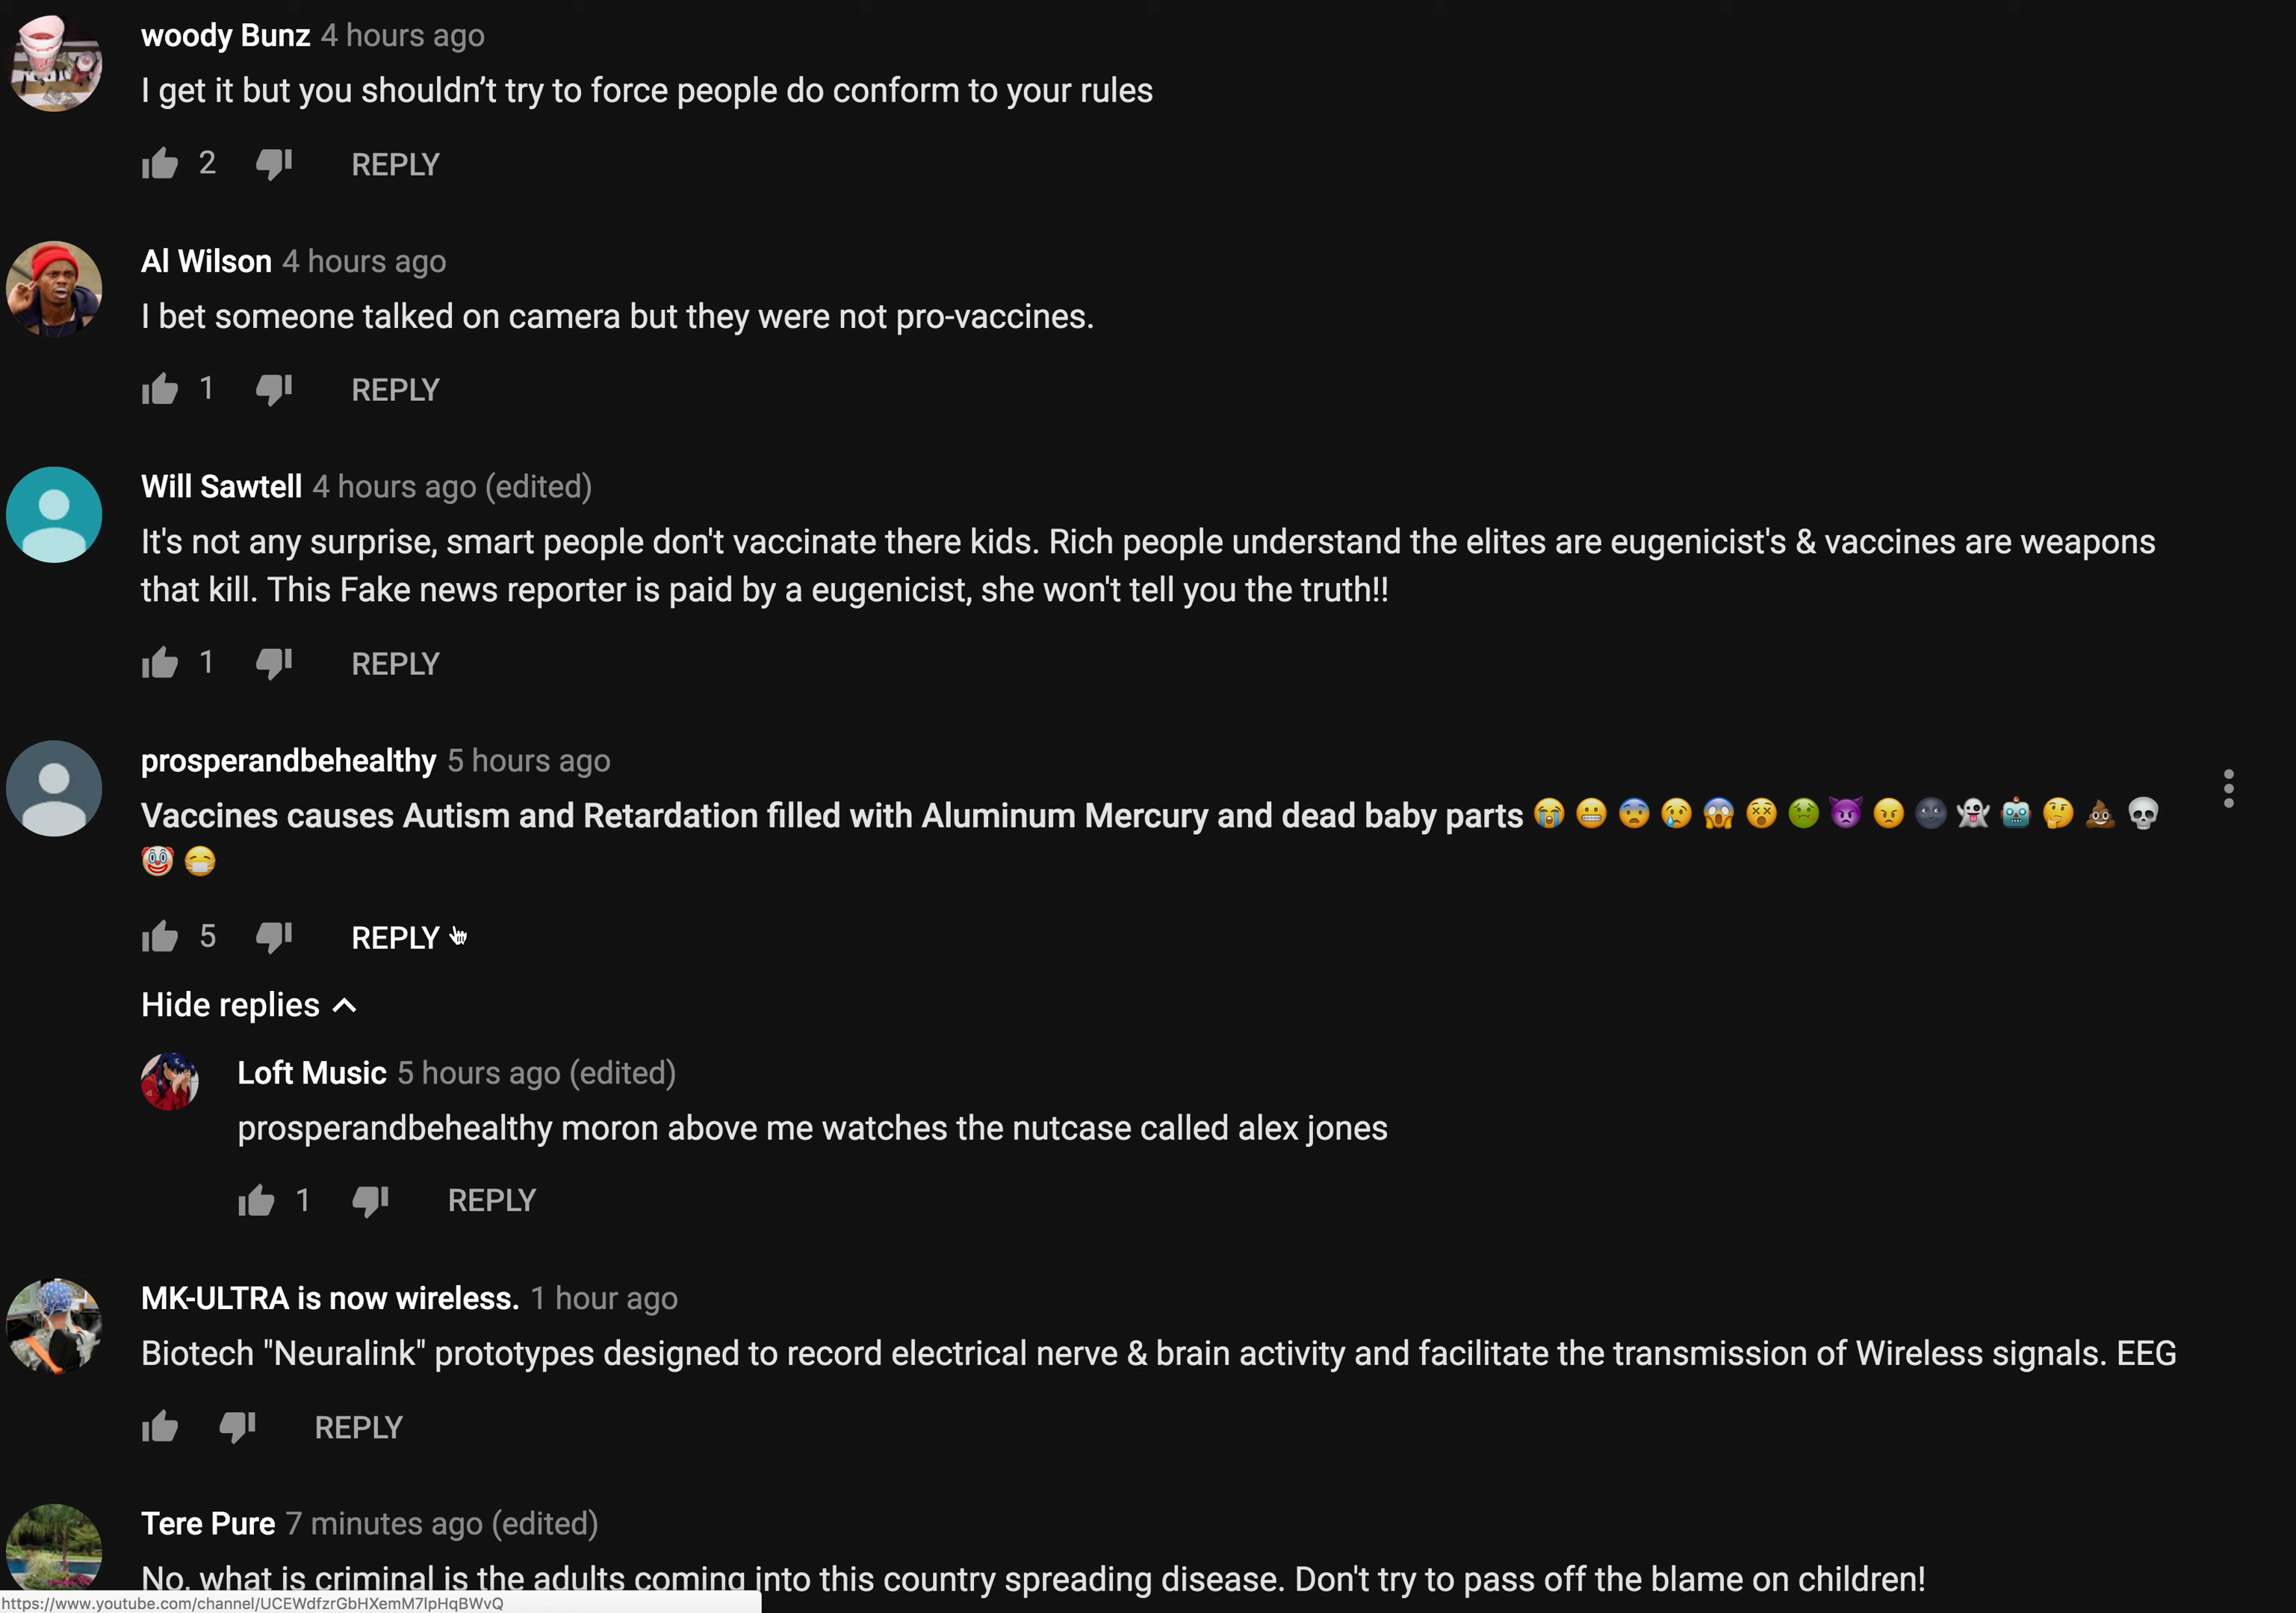 woody Bunz 4 hours ago
I get it but you shouldn’t try to force people do conform to your rules
2 REPLY
Al Wilson 4 hours ago
I bet someone talked on camera but they were not pro-vaccines.
1 REPLY
Will Sawtell 4 hours ago (edited)
It's not any surprise, smart people don't vaccinate there kids. Rich people understand the elites are eugenicist's & vaccines are weapons
that kill. This Fake news reporter is paid by a eugenicist, she won't tell you the truth!!
1 REPLY
prosperandbehealthy 5 hours ago
Vaccines causes Autism and Retardation filled with Aluminum Mercury and dead baby parts 😭😬😨😢😱😵🤢👿😠🌚👻🤖🤔💩💀
🤡😷
5 REPLY
Hide replies
Loft Music 5 hours ago (edited)
prosperandbehealthy moron above me watches the nutcase called alex jones
1 REPLY
MK-ULTRA is now wireless. 1 hour ago
Biotech "Neuralink" prototypes designed to record electrical nerve & brain activity and facilitate the transmission of Wireless signals. EEG
REPLY
Tere Pure 7 minutes ago (edited)
No, what is criminal is the adults coming into this country spreading disease. Don't try to pass off the blame on children!
https://www.youtube.com/channel/UCEWdfzrGbHXemM7lpHqBWvQ